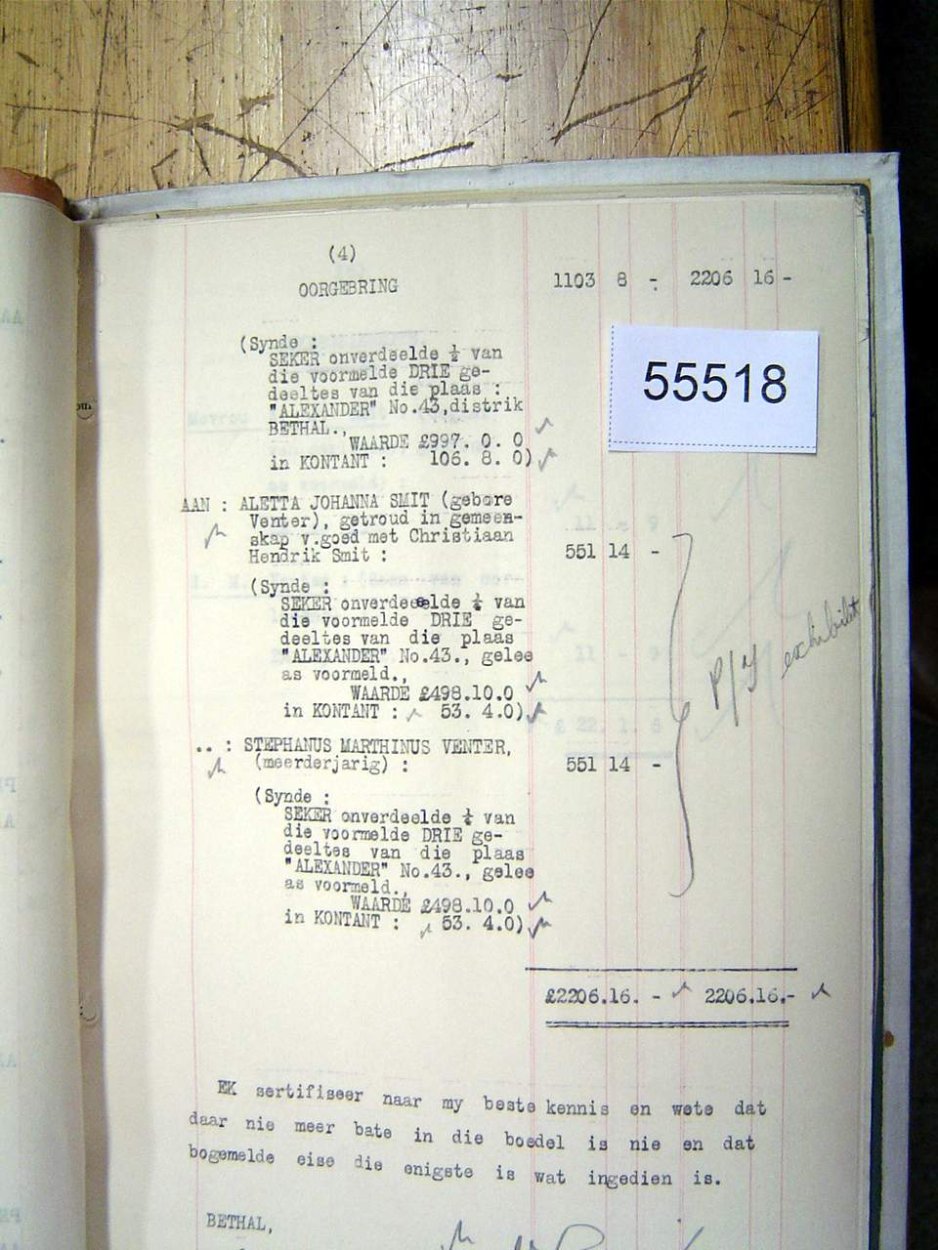 (4)
OORGEBRING 1103 8 - 2206 16 -
55518
(Synde :
SEKER onverdeelde ½ van
die voormelde DRIE ge-
deeltes van die plaas :
"ALEXANDER" No.43,distrik
BETHAL.,
WAARDE £997. 0. 0
in KONTANT : 106. 8. 0)
AAN : ALETTA JOHANNA SMIT (gebore
Venter), getroud in gemeen-
skap v.goed met Christiaan
Hendrik Smit : 551 14 -
(Synde :
SEKER onverdeelde ¼ van
die voormelde DRIE ge-
deeltes van die plaas
"ALEXANDER" No.43., gelee
as voormeld.,
WAARDE £498.10.0
in KONTANT : 53. 4.0)
P/Y exhibited
.. : STEPHANUS MARTHINUS VENTER,
(meerderjarig) : 551 14 -
(Synde :
SEKER onverdeelde ¼ van
die voormelde DRIE ge-
deeltes van die plaas
"ALEXANDER" No.43., gelee
as voormeld.,
WAARDE £498.10.0
in KONTANT : 53. 4.0)
£2206.16. - 2206.16.-
EK sertifiseer naar my beste kennis en wete dat
daar nie meer bate in die boedel is nie en dat
bogemelde eise die enigste is wat ingedien is.
BETHAL,